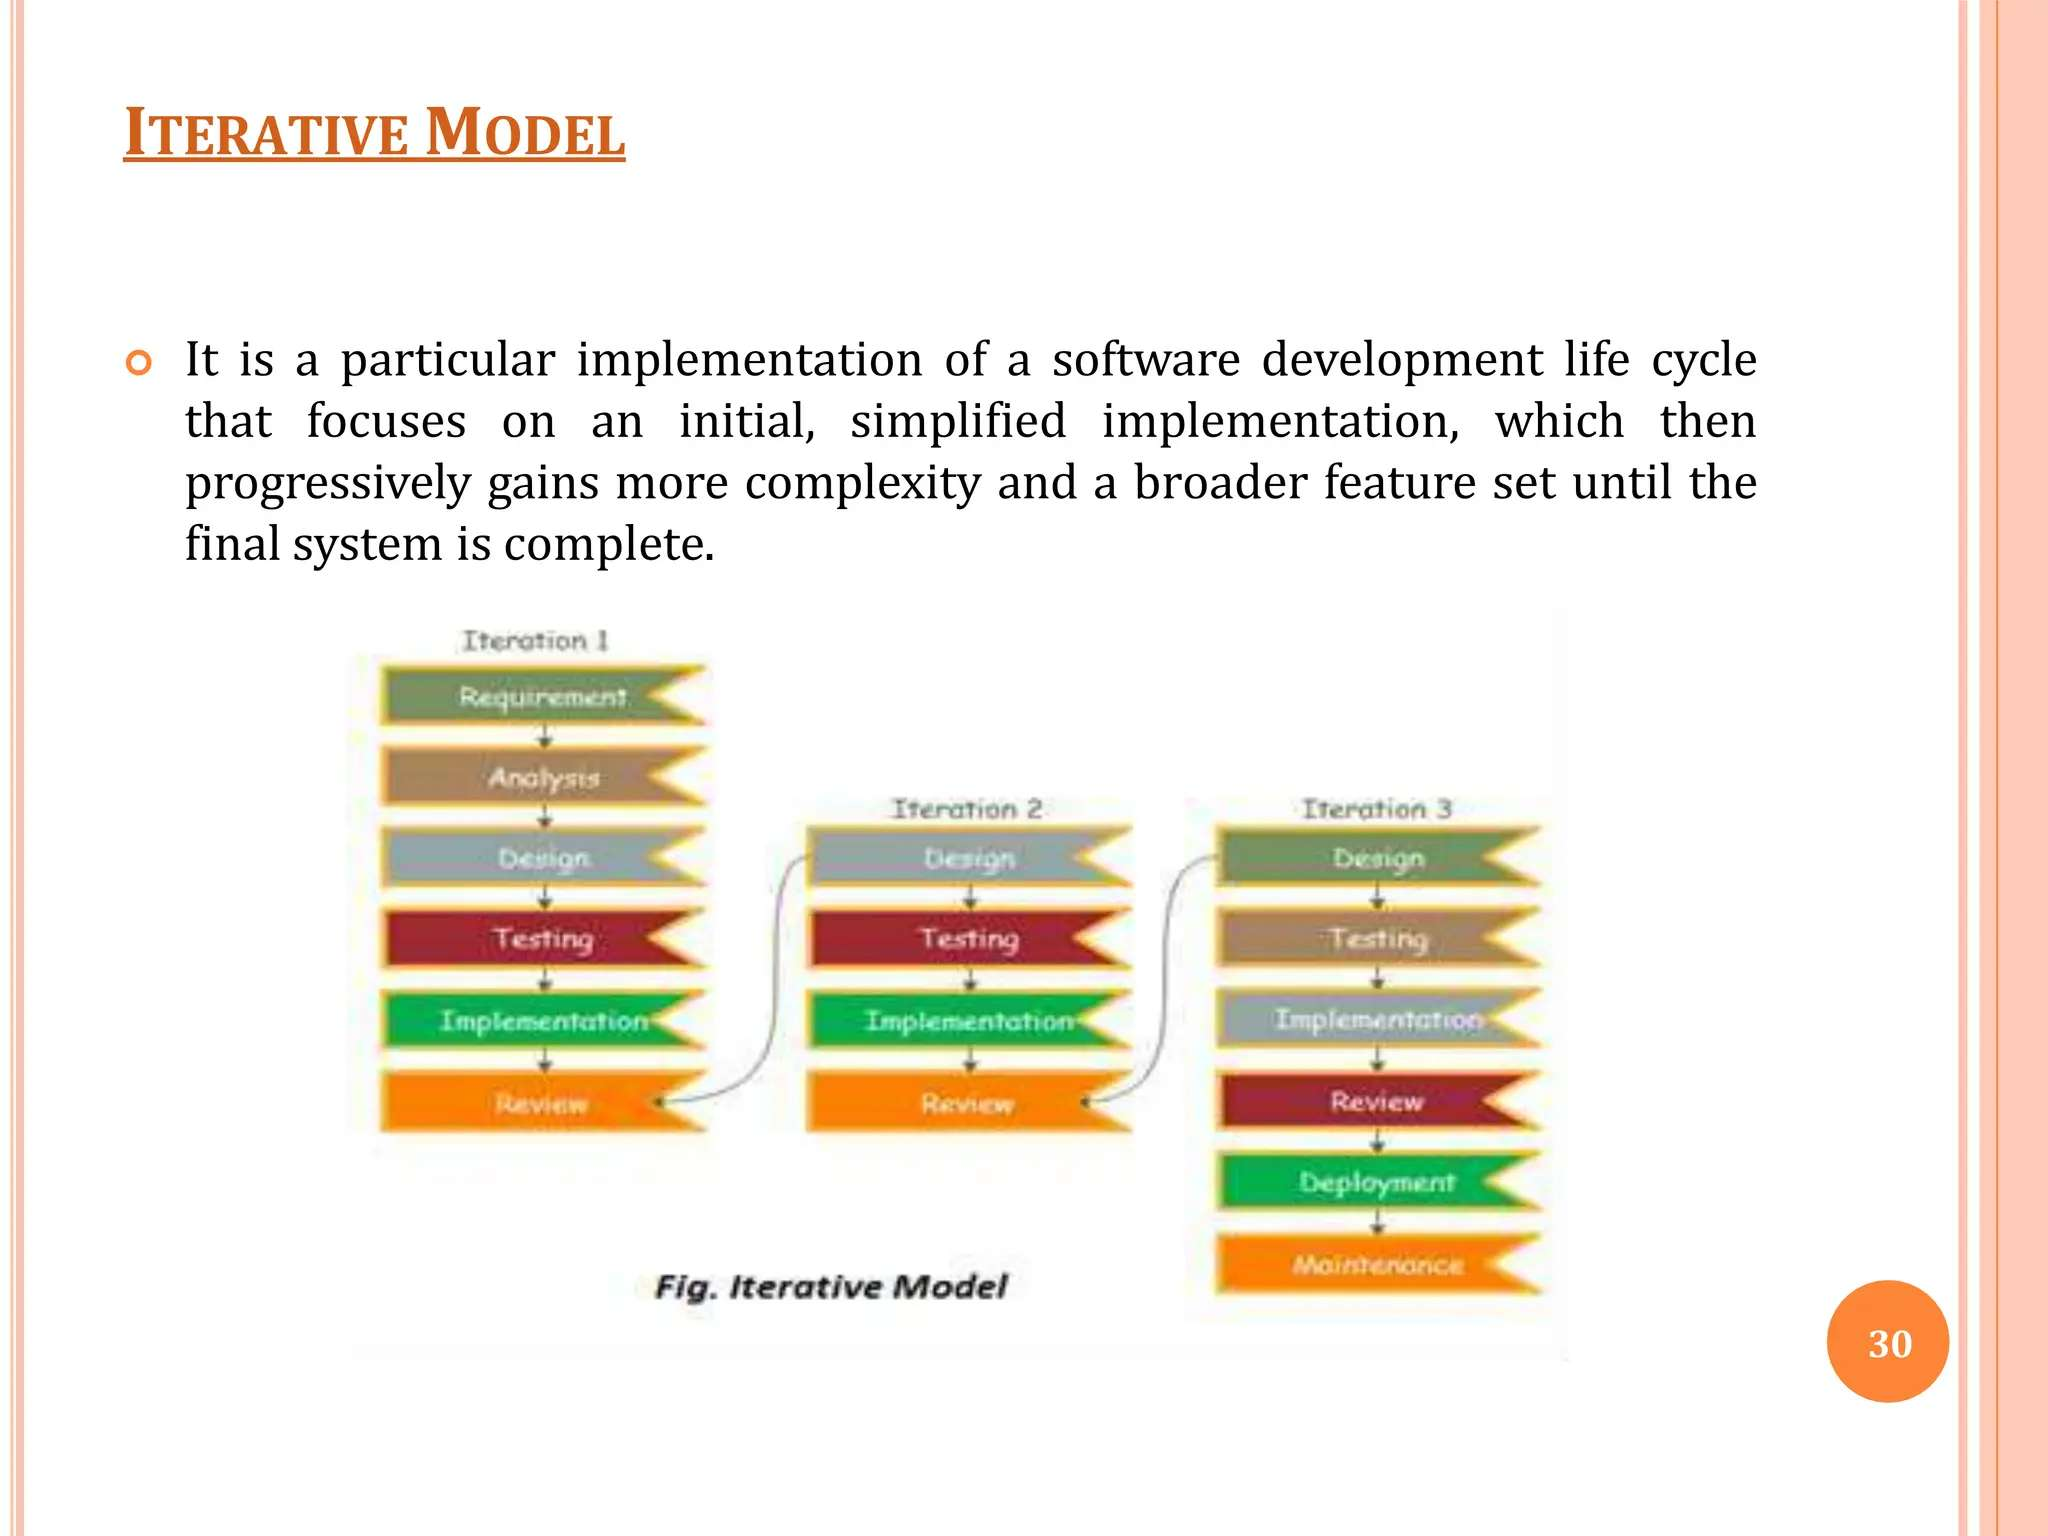 ITERATIVE MODEL
It is a particular implementation of a software development life cycle
that focuses on an initial, simplified implementation, which then
progressively gains more complexity and a broader feature set until the
final system is complete.
Iteration 1
Requirement
Analysis
Design
Testing
Implementation
Review
Iteration 2
Design
Testing
Implementation
Review
Iteration 3
Design
Testing
Implementation
Review
Deployment
Maintenance
Fig. Iterative Model
30